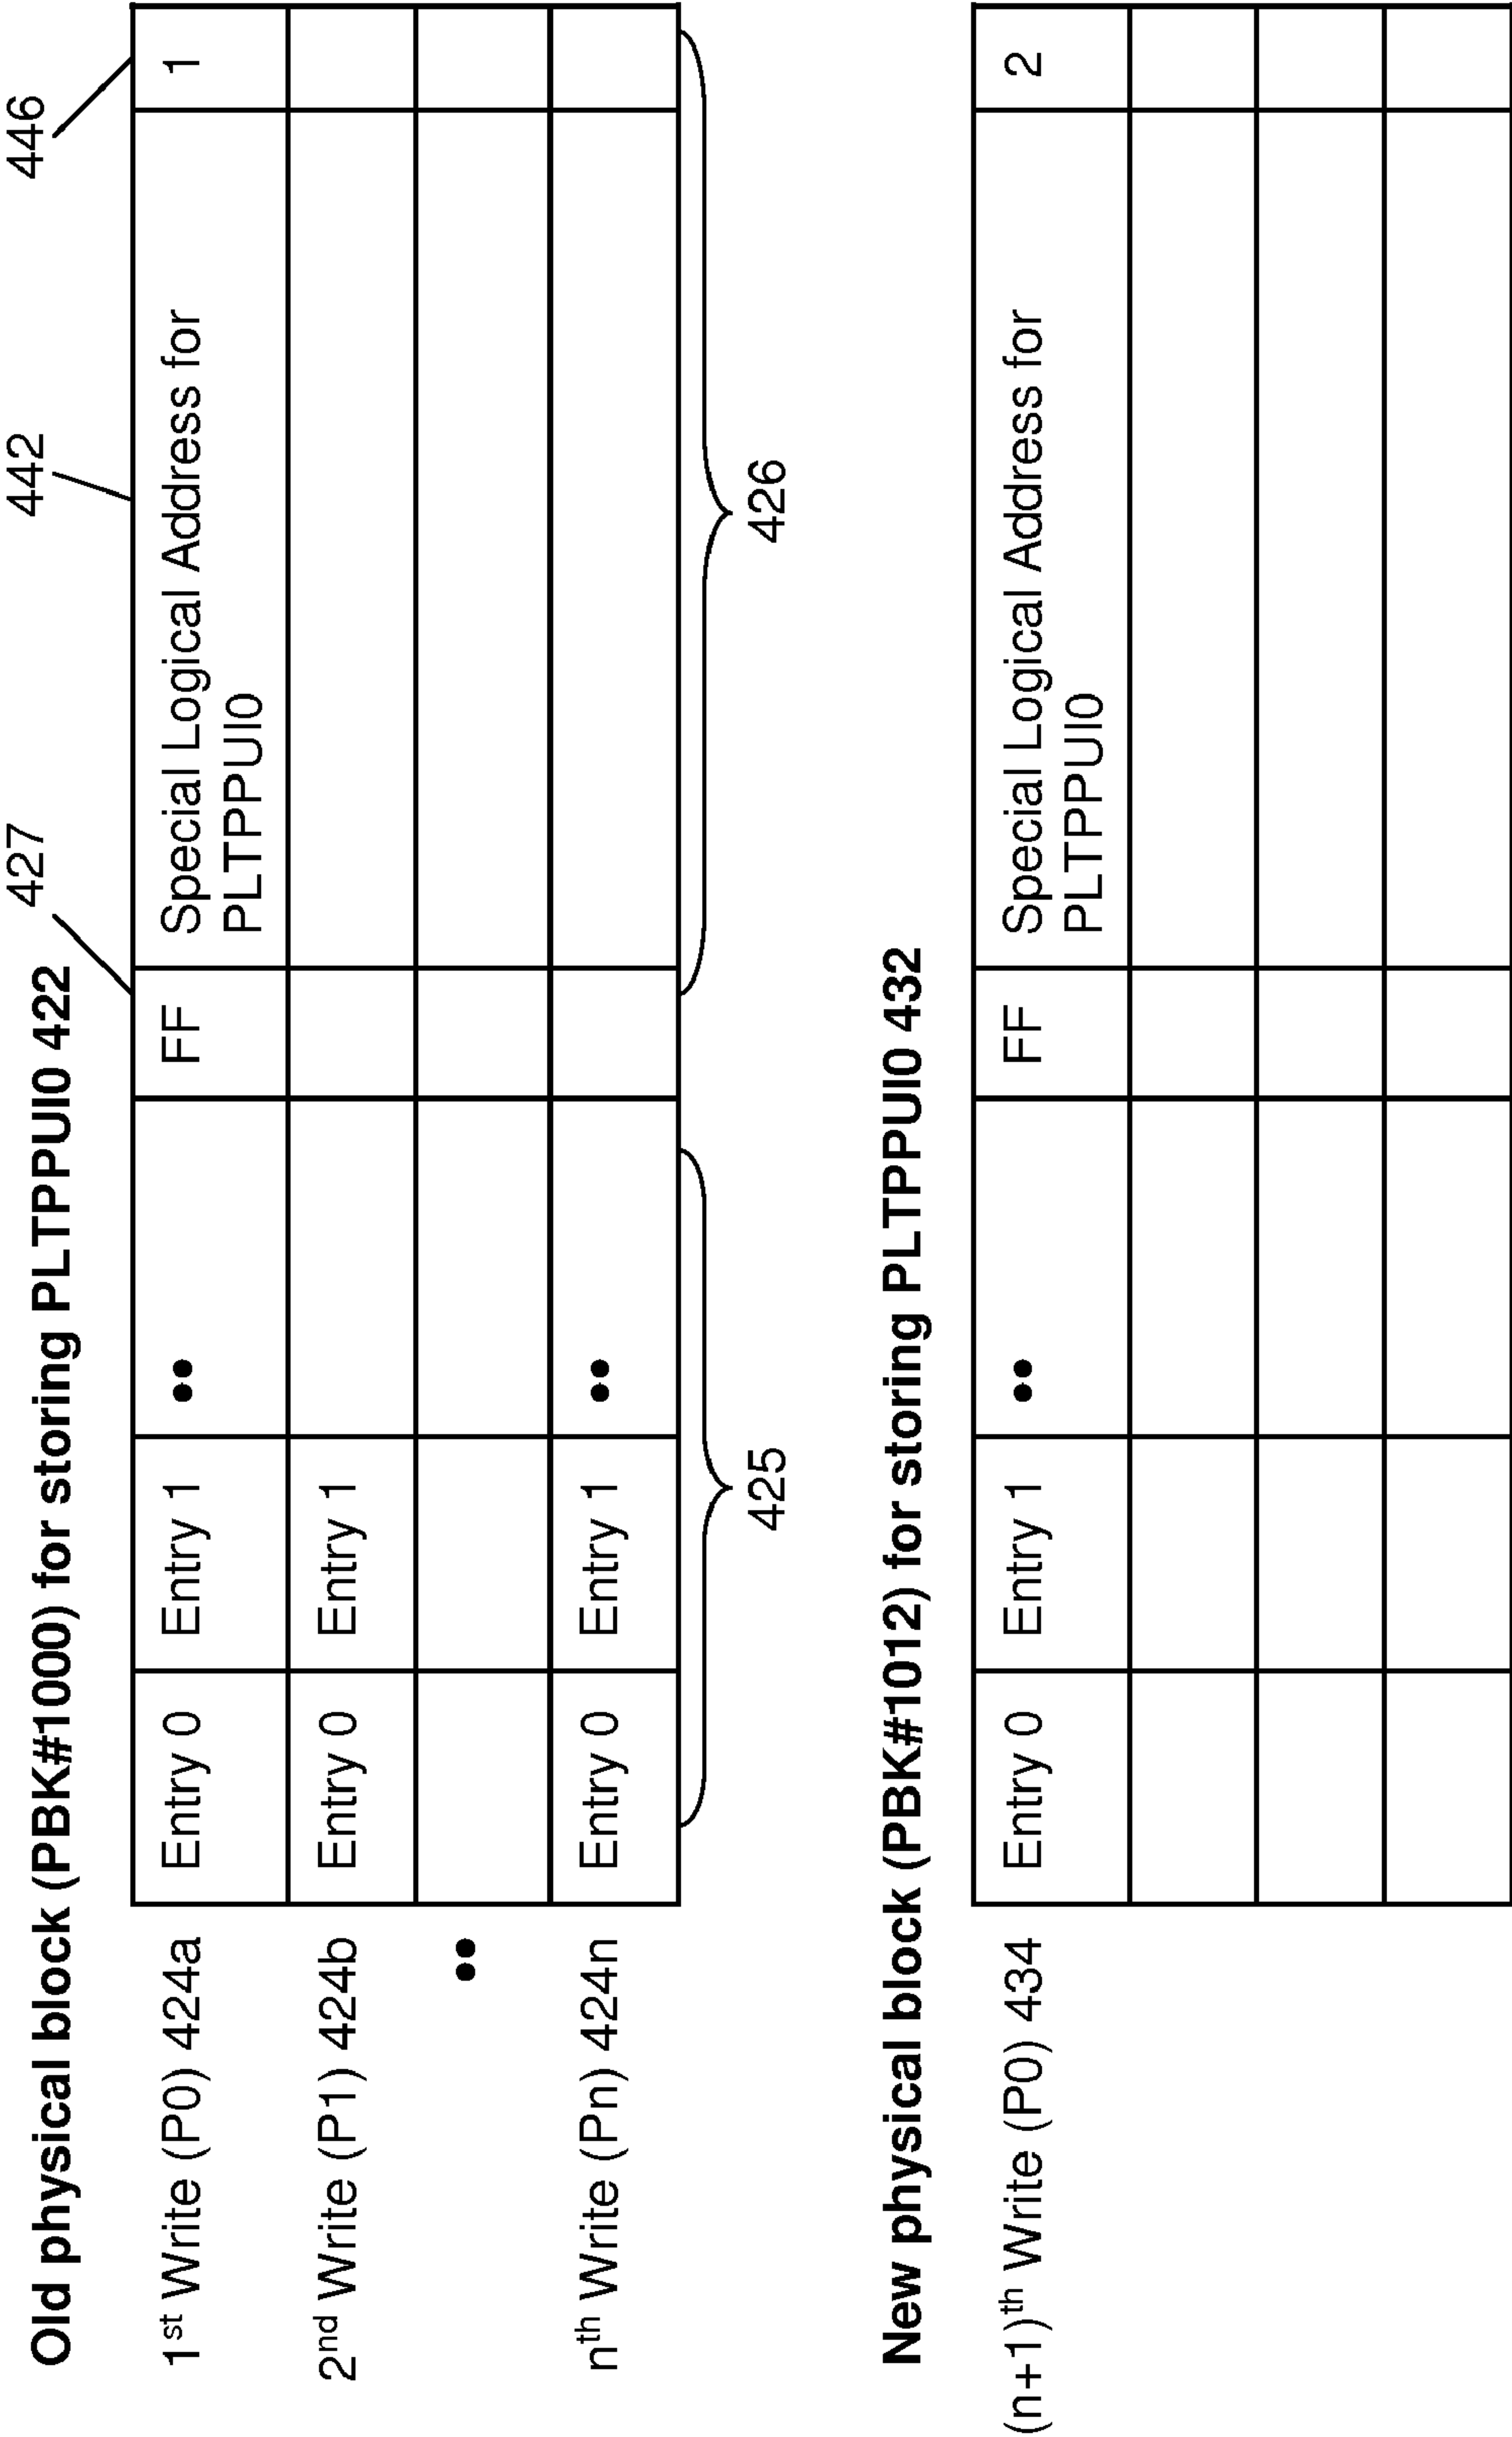 427
442
446
Old physical block (PBK#1000) for storing PLTPPUI0 422
1st Write (P0) 424a
Entry 0
Entry 1
••
FF
Special Logical Address for
PLTPPUI0
1
2nd Write (P1) 424b
Entry 0
Entry 1
••
nth Write (Pn) 424n
Entry 0
Entry 1
••
425
426
New physical block (PBK#1012) for storing PLTPPUI0 432
(n+1)th Write (P0) 434
Entry 0
Entry 1
••
FF
Special Logical Address for
PLTPPUI0
2